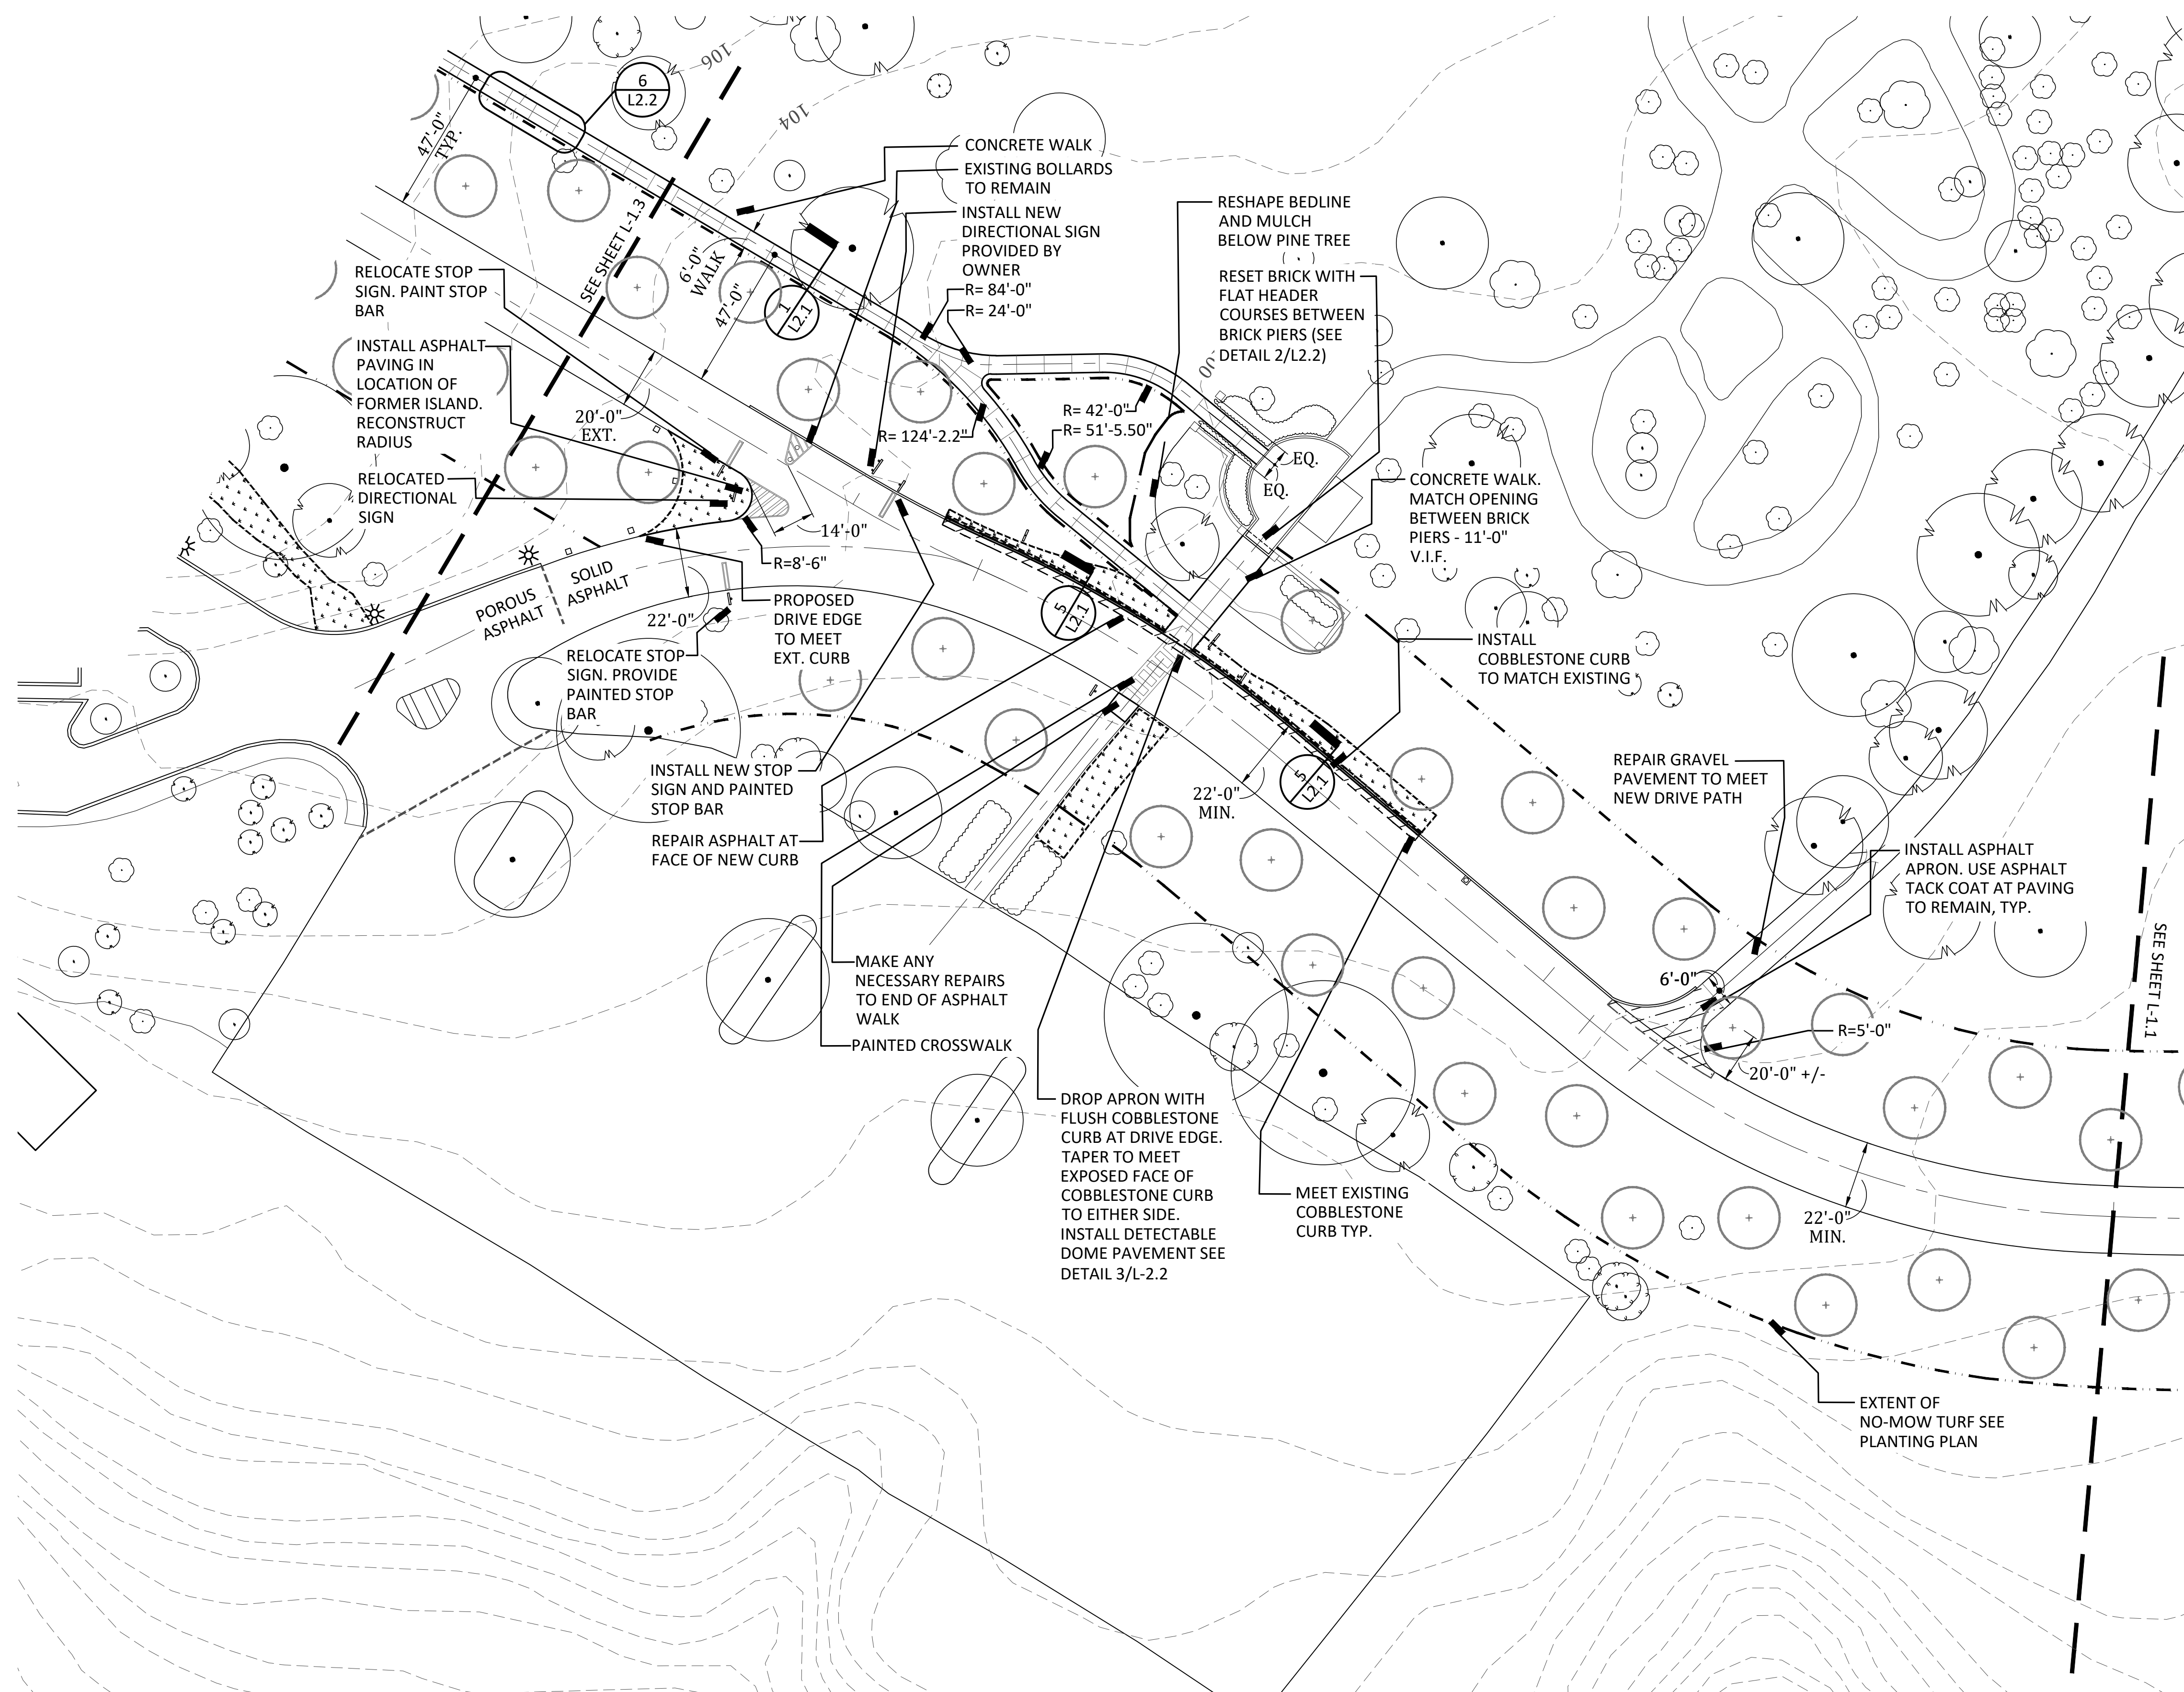 106
6
L2.2
104
47'-0"
TYP.
CONCRETE WALK
EXISTING BOLLARDS
TO REMAIN
INSTALL NEW
DIRECTIONAL SIGN
PROVIDED BY
OWNER
R= 84'-0"
R= 24'-0"
RESHAPE BEDLINE
AND MULCH
BELOW PINE TREE
RESET BRICK WITH
FLAT HEADER
COURSES BETWEEN
BRICK PIERS (SEE
DETAIL 2/L2.2)
SEE SHEET L-1.3
6'-0"
WALK
47'-0"
1
L2.1
RELOCATE STOP
SIGN. PAINT STOP
BAR
INSTALL ASPHALT
PAVING IN
LOCATION OF
FORMER ISLAND.
RECONSTRUCT
RADIUS
20'-0"
EXT.
RELOCATED
DIRECTIONAL
SIGN
R= 124'-2.2"
R= 42'-0"
R= 51'-5.50"
EQ.
EQ.
CONCRETE WALK.
MATCH OPENING
BETWEEN BRICK
PIERS - 11'-0"
V.I.F.
14'-0"
R=8'-6"
SOLID
ASPHALT
POROUS
ASPHALT
22'-0"
PROPOSED
DRIVE EDGE
TO MEET
EXT. CURB
5
L2.1
RELOCATE STOP
SIGN. PROVIDE
PAINTED STOP
BAR
INSTALL
COBBLESTONE CURB
TO MATCH EXISTING
INSTALL NEW STOP
SIGN AND PAINTED
STOP BAR
22'-0"
MIN.
5
L2.1
REPAIR GRAVEL
PAVEMENT TO MEET
NEW DRIVE PATH
REPAIR ASPHALT AT
FACE OF NEW CURB
INSTALL ASPHALT
APRON. USE ASPHALT
TACK COAT AT PAVING
TO REMAIN, TYP.
MAKE ANY
NECESSARY REPAIRS
TO END OF ASPHALT
WALK
PAINTED CROSSWALK
6'-0"
R=5'-0"
20'-0" +/-
SEE SHEET L-1.1
DROP APRON WITH
FLUSH COBBLESTONE
CURB AT DRIVE EDGE.
TAPER TO MEET
EXPOSED FACE OF
COBBLESTONE CURB
TO EITHER SIDE.
INSTALL DETECTABLE
DOME PAVEMENT SEE
DETAIL 3/L-2.2
MEET EXISTING
COBBLESTONE
CURB TYP.
22'-0"
MIN.
EXTENT OF
NO-MOW TURF SEE
PLANTING PLAN